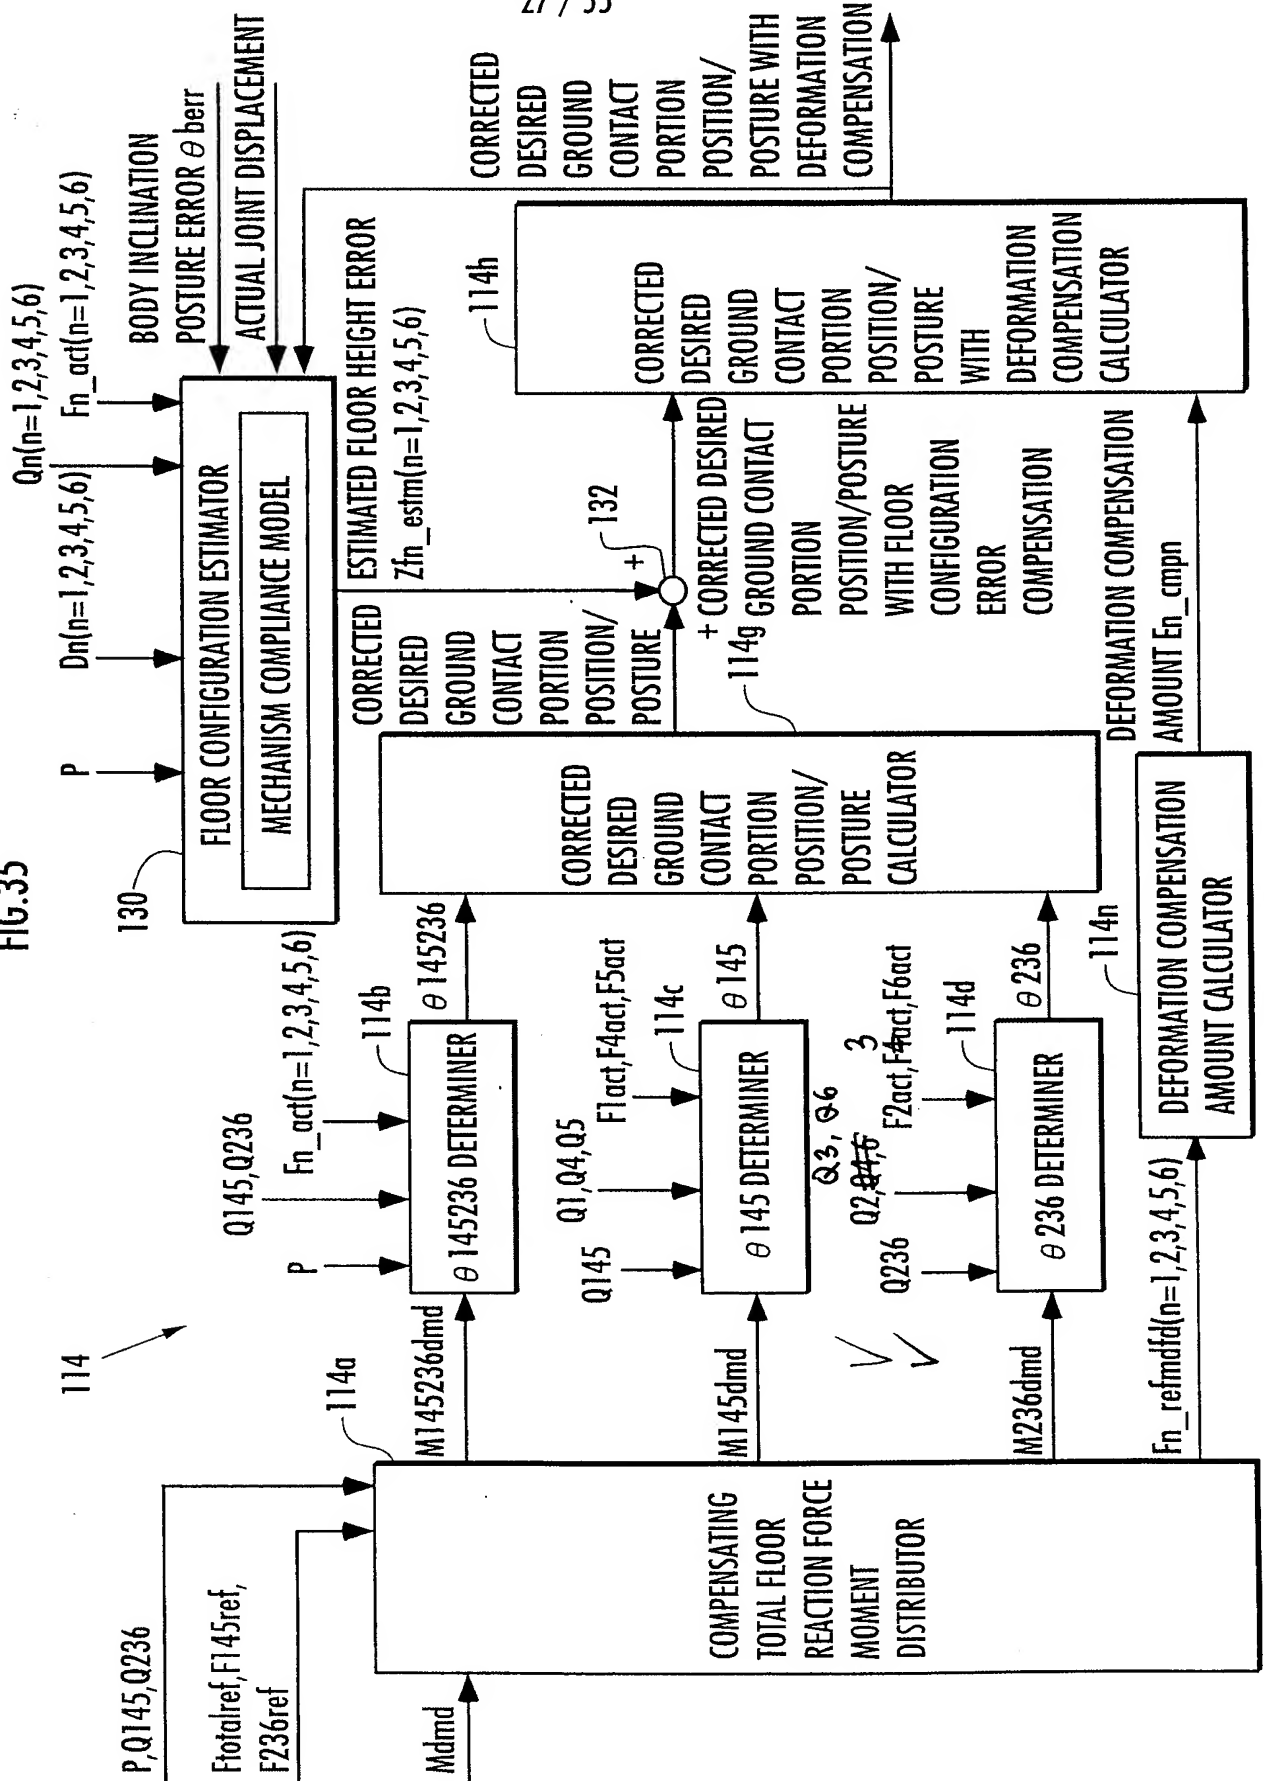 27 / 55
FIG.35
114
P,Q145,Q236
Ftotalref,F145ref,
F236ref
Mdmd
114a
COMPENSATING
TOTAL FLOOR
REACTION FORCE
MOMENT
DISTRIBUTOR
M145236dmd
M145dmd
M236dmd
Fn_refmdfd(n=1,2,3,4,5,6)
P
Q145,Q236
Fn_act(n=1,2,3,4,5,6)
114b
θ145236 DETERMINER
θ145236
Q145
Q1,Q4,Q5
F1act,F4act,F5act
114c
θ145 DETERMINER
θ145
Q236
Q3, Q6
Q2,Q4,6
3
F2act,F4act,F6act
114d
θ236 DETERMINER
θ236
114n
DEFORMATION COMPENSATION
AMOUNT CALCULATOR
DEFORMATION COMPENSATION
AMOUNT En_cmpn
CORRECTED
DESIRED
GROUND
CONTACT
PORTION
POSITION/
POSTURE
CALCULATOR
114g
CORRECTED
DESIRED
GROUND
CONTACT
PORTION
POSITION/
POSTURE
130
P
Dn(n=1,2,3,4,5,6)
Qn(n=1,2,3,4,5,6)
Fn_act(n=1,2,3,4,5,6)
FLOOR CONFIGURATION ESTIMATOR
MECHANISM COMPLIANCE MODEL
BODY INCLINATION
POSTURE ERROR θberr
ACTUAL JOINT DISPLACEMENT
ESTIMATED FLOOR HEIGHT ERROR
Zfn_estm(n=1,2,3,4,5,6)
+
132
+
CORRECTED DESIRED
GROUND CONTACT
PORTION
POSITION/POSTURE
WITH FLOOR
CONFIGURATION
ERROR
COMPENSATION
114h
CORRECTED
DESIRED
GROUND
CONTACT
PORTION
POSITION/
POSTURE
WITH
DEFORMATION
COMPENSATION
CALCULATOR
CORRECTED
DESIRED
GROUND
CONTACT
PORTION
POSITION/
POSTURE WITH
DEFORMATION
COMPENSATION